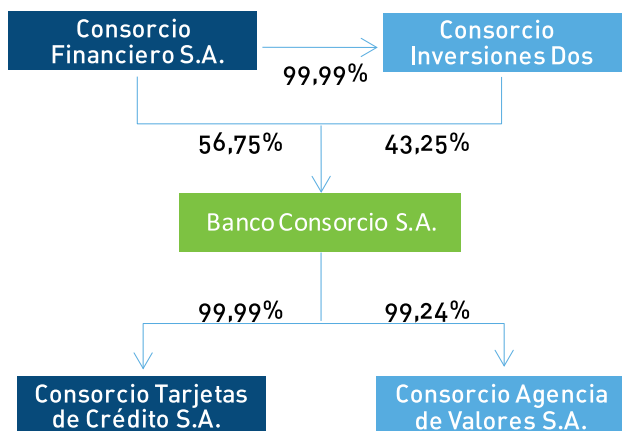 Consorcio
Financiero S.A.
Consorcio
Inversiones Dos
99,99%
56,75%
43,25%
Banco Consorcio S.A.
99,99%
99,24%
Consorcio Tarjetas
de Crédito S.A.
Consorcio Agencia
de Valores S.A.